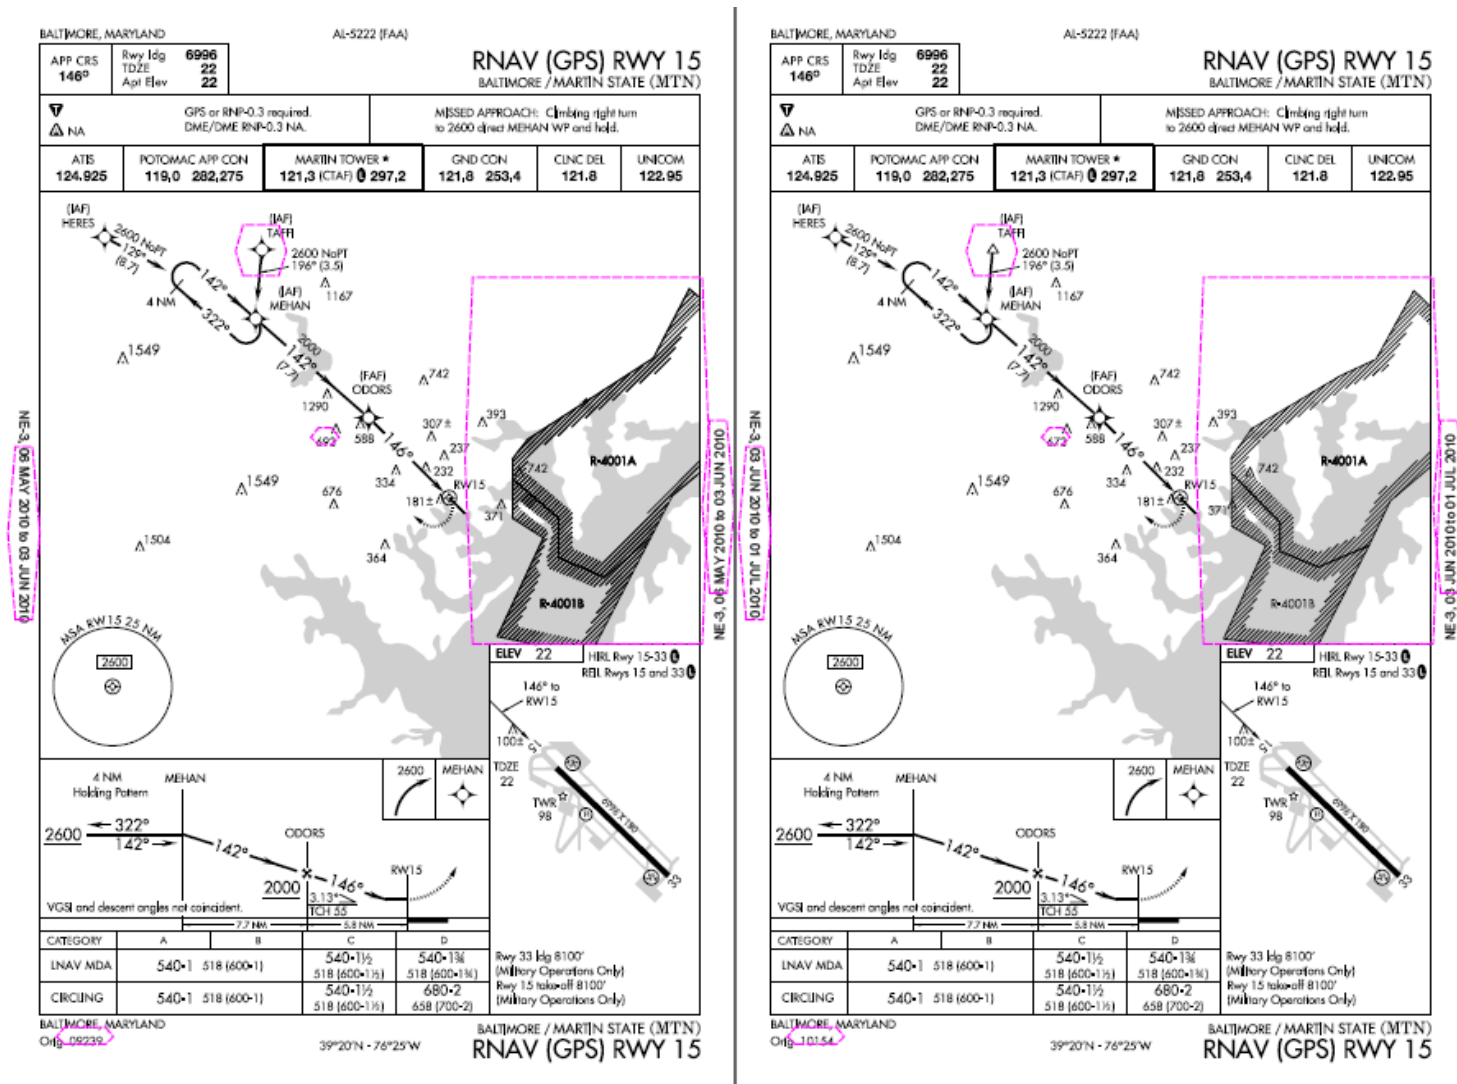 BALTIMORE, MARYLAND
AL-5222 (FAA)
APP CRS
146°
Rwy ldg 6996
TDZE 22
Apt Elev 22
RNAV (GPS) RWY 15
BALTIMORE / MARTIN STATE (MTN)
T
A NA
GPS or RNP-0.3 required.
DME/DME RNP-0.3 NA.
MISSED APPROACH: Climbing right turn
to 2600 direct MEHAN WP and hold.
ATIS
124.925
POTOMAC APP CON
119.0 282.275
MARTIN TOWER ★
121.3 (CTAF) L 297.2
GND CON
121.8 253.4
CLNC DEL
121.8
UNICOM
122.95
(IAF)
HERES
2600 NoPT
129°
(8.7)
(IAF)
TAFFI
2600 NoPT
196° (3.5)
4 NM
142°
322°
(IAF)
MEHAN
1167
1549
2000
142°
(7.7)
(FAF)
ODORS
742
1290
393
692
588
307±
237
146°
232
334
RW15
742
R-4001A
1549
676
181±
371
1504
364
R-4001B
NE-3, 06 MAY 2010 to 03 JUN 2010
NE-3, 06 MAY 2010 to 03 JUN 2010
MSA RW15 25 NM
2600
ELEV 22
HIRL Rwy 15-33 L
REIL Rwys 15 and 33 L
146° to
RW15
100±
15
TDZE
22
TWR
98
6996 X 180
33
4 NM
Holding Pattern
MEHAN
2600
MEHAN
2600
322°
142°
142°
ODORS
2000
146°
RW15
3.13°
TCH 55
VGSI and descent angles not coincident.
7.7 NM
5.8 NM
CATEGORY A B C D
LNAV MDA 540-1 518 (600-1) 540-1½ 518 (600-1½) 540-1¾ 518 (600-1¾)
CIRCLING 540-1 518 (600-1) 540-1½ 518 (600-1½) 680-2 658 (700-2)
Rwy 33 ldg 8100'
(Military Operations Only)
Rwy 15 take-off 8100'
(Military Operations Only)
BALTIMORE, MARYLAND
Orig 09239
39°20'N - 76°25'W
BALTIMORE / MARTIN STATE (MTN)
RNAV (GPS) RWY 15
BALTIMORE, MARYLAND
AL-5222 (FAA)
APP CRS
146°
Rwy ldg 6996
TDZE 22
Apt Elev 22
RNAV (GPS) RWY 15
BALTIMORE / MARTIN STATE (MTN)
T
A NA
GPS or RNP-0.3 required.
DME/DME RNP-0.3 NA.
MISSED APPROACH: Climbing right turn
to 2600 direct MEHAN WP and hold.
ATIS
124.925
POTOMAC APP CON
119.0 282.275
MARTIN TOWER ★
121.3 (CTAF) L 297.2
GND CON
121.8 253.4
CLNC DEL
121.8
UNICOM
122.95
(IAF)
HERES
2600 NoPT
129°
(8.7)
(IAF)
TAFFI
2600 NoPT
196° (3.5)
4 NM
142°
322°
(IAF)
MEHAN
1167
1549
2000
142°
(7.7)
(FAF)
ODORS
742
1290
393
672
588
307±
237
146°
232
334
RW15
742
R-4001A
1549
676
181±
371
1504
364
R-4001B
NE-3, 03 JUN 2010 to 01 JUL 2010
NE-3, 03 JUN 2010 to 01 JUL 2010
MSA RW15 25 NM
2600
ELEV 22
HIRL Rwy 15-33 L
REIL Rwys 15 and 33 L
146° to
RW15
100±
15
TDZE
22
TWR
98
6996 X 180
33
4 NM
Holding Pattern
MEHAN
2600
MEHAN
2600
322°
142°
142°
ODORS
2000
146°
RW15
3.13°
TCH 55
VGSI and descent angles not coincident.
7.7 NM
5.8 NM
CATEGORY A B C D
LNAV MDA 540-1 518 (600-1) 540-1½ 518 (600-1½) 540-1¾ 518 (600-1¾)
CIRCLING 540-1 518 (600-1) 540-1½ 518 (600-1½) 680-2 658 (700-2)
Rwy 33 ldg 8100'
(Military Operations Only)
Rwy 15 take-off 8100'
(Military Operations Only)
BALTIMORE, MARYLAND
Orig 10154
39°20'N - 76°25'W
BALTIMORE / MARTIN STATE (MTN)
RNAV (GPS) RWY 15